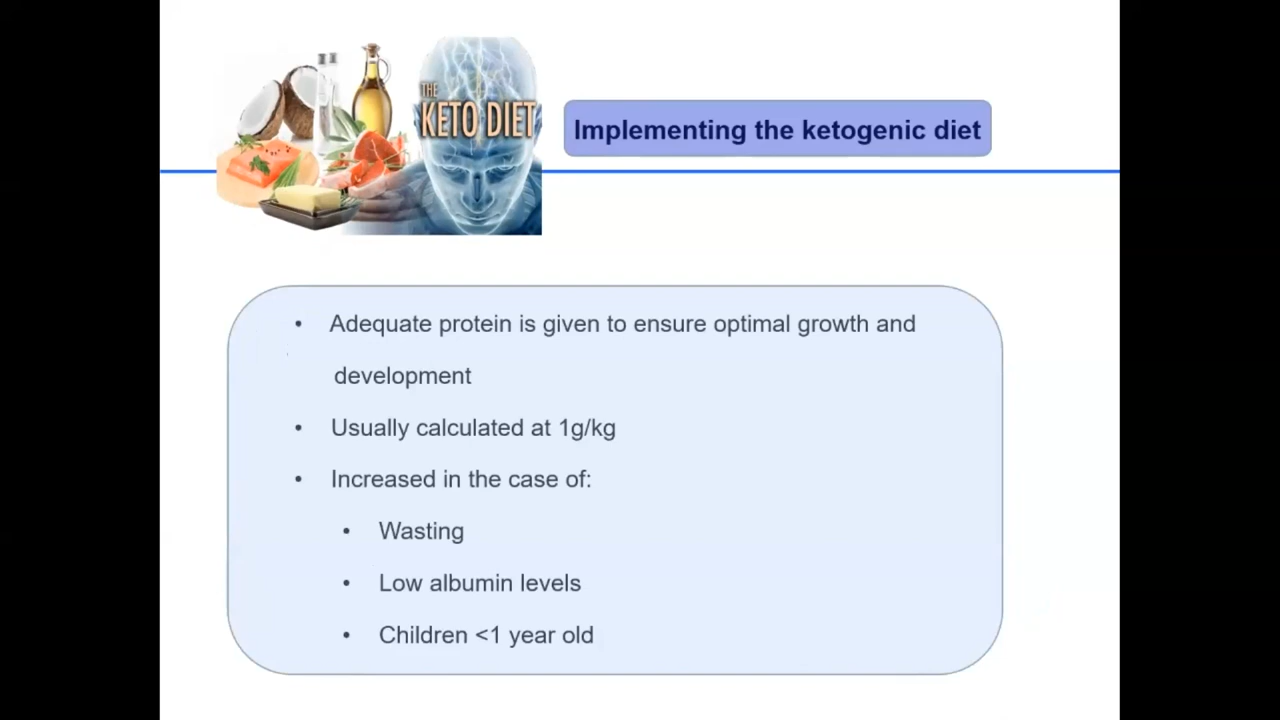 THE
KETO DIET
Implementing the ketogenic diet
• Adequate protein is given to ensure optimal growth and
development
• Usually calculated at 1g/kg
• Increased in the case of:
• Wasting
• Low albumin levels
• Children <1 year old